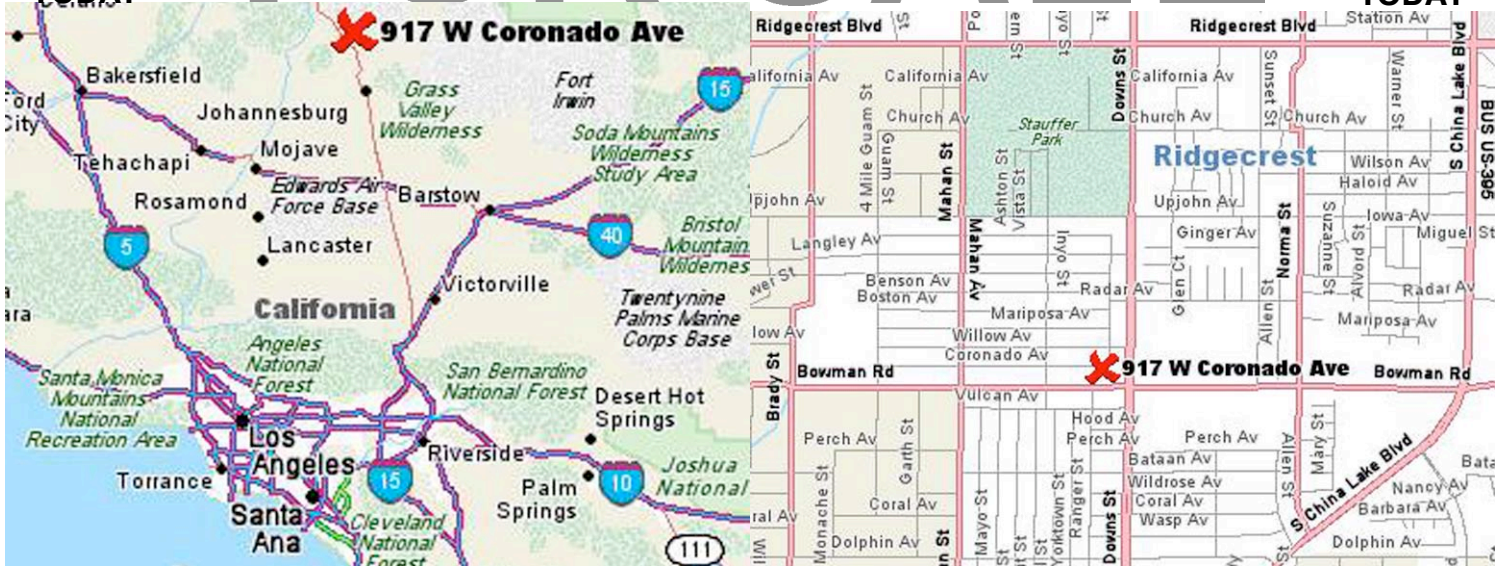 917 W Coronado Ave
Bakersfield
Fort
Irwin
15
Grass
Valley
Wilderness
Johannesburg
Soda Mountains
Wilderness
Study Area
Tehachapi
Mojave
Rosamond
Edwards Air
Force Base
Barstow
5
40
Bristol
Mountain
Wildernes
Lancaster
Victorville
California
Twentynine
Palms Marine
Corps Base
Angeles
National
Forest
San Bernardino
National Forest
Santa Monica
Mountains
National
Recreation Area
Desert Hot
Springs
Los
Angeles
Riverside
Torrance
15
10
Joshua
National
Palm
Springs
Santa
Ana
Cleveland
National
Forest
111
Ridgecrest Blvd
Ridgecrest Blvd
Station Av
California Av
California Av
Church Av
Church Av
Church Av
4 Mile Guam St
Guam St
Mahan St
Stauffer
Park
Ashton St
Vista St
Downs St
Sunset St
Warner St
S China Lake Blvd
BUS US-395
Ridgecrest
Wilson Av
Haloid Av
Upjohn Av
Iowa Av
Ginger Av
Miguel St
Langley Av
Mahan Av
Inyo St
Norma St
Suzanne St
Alvord St
Benson Av
Boston Av
Radar Av
Radar Av
Glen Ct
Allen St
Mariposa Av
Mariposa Av
Willow Av
Coronado Av
917 W Coronado Ave
Bowman Rd
Bowman Rd
Brady St
Vulcan Av
Hood Av
Perch Av
Perch Av
Perch Av
Garth St
Monache St
Bataan Av
Wildrose Av
Coral Av
Coral Av
Wasp Av
Allen St
Mary St
S China Lake Blvd
Nancy Av
Barbara Av
Dolphin Av
Dolphin Av
Mayo St
Yorktown St
Ranger St
Downs St